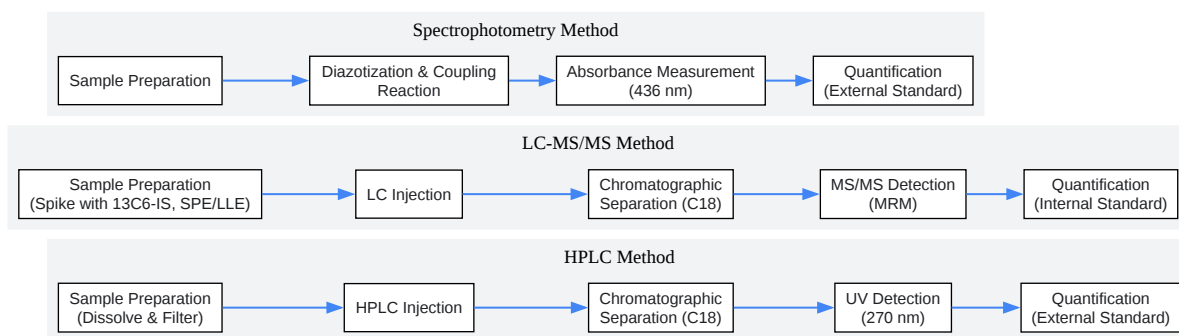 Spectrophotometry Method
Sample Preparation
Diazotization & Coupling
Reaction
Absorbance Measurement
(436 nm)
Quantification
(External Standard)
LC-MS/MS Method
Sample Preparation
(Spike with 13C6-IS, SPE/LLE)
LC Injection
Chromatographic
Separation (C18)
MS/MS Detection
(MRM)
Quantification
(Internal Standard)
HPLC Method
Sample Preparation
(Dissolve & Filter)
HPLC Injection
Chromatographic
Separation (C18)
UV Detection
(270 nm)
Quantification
(External Standard)